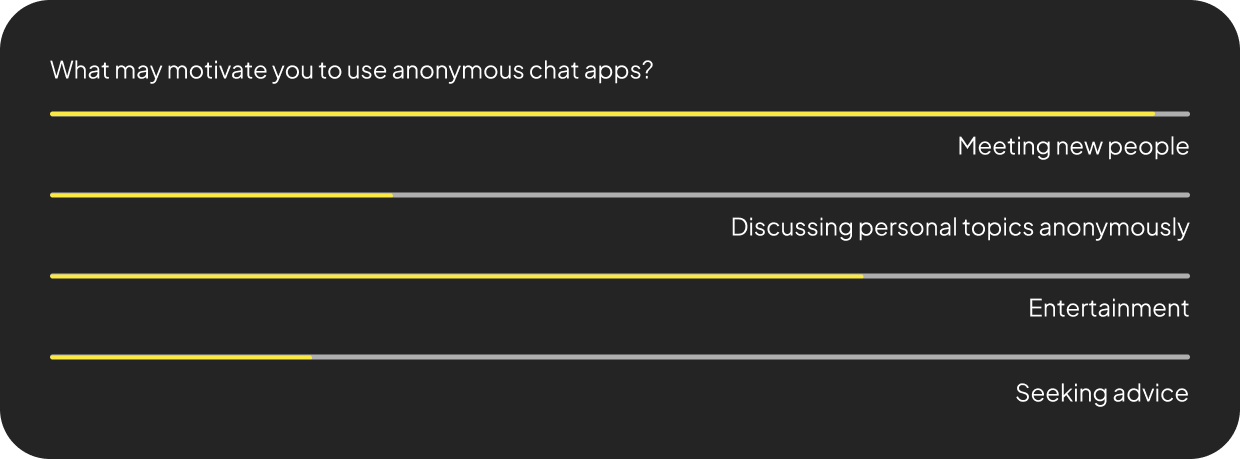 What may motivate you to use anonymous chat apps?
Meeting new people
Discussing personal topics anonymously
Entertainment
Seeking advice